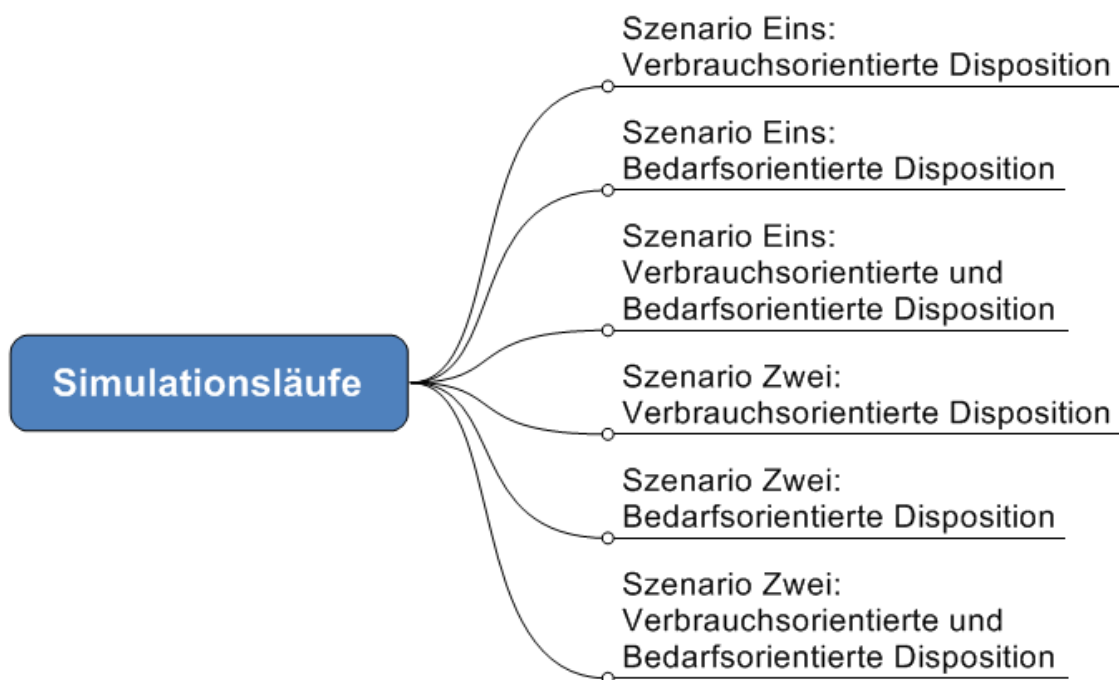 Szenario Eins:
Verbrauchsorientierte Disposition
Szenario Eins:
Bedarfsorientierte Disposition
Szenario Eins:
Verbrauchsorientierte und
Bedarfsorientierte Disposition
Simulationsläufe
Szenario Zwei:
Verbrauchsorientierte Disposition
Szenario Zwei:
Bedarfsorientierte Disposition
Szenario Zwei:
Verbrauchsorientierte und
Bedarfsorientierte Disposition